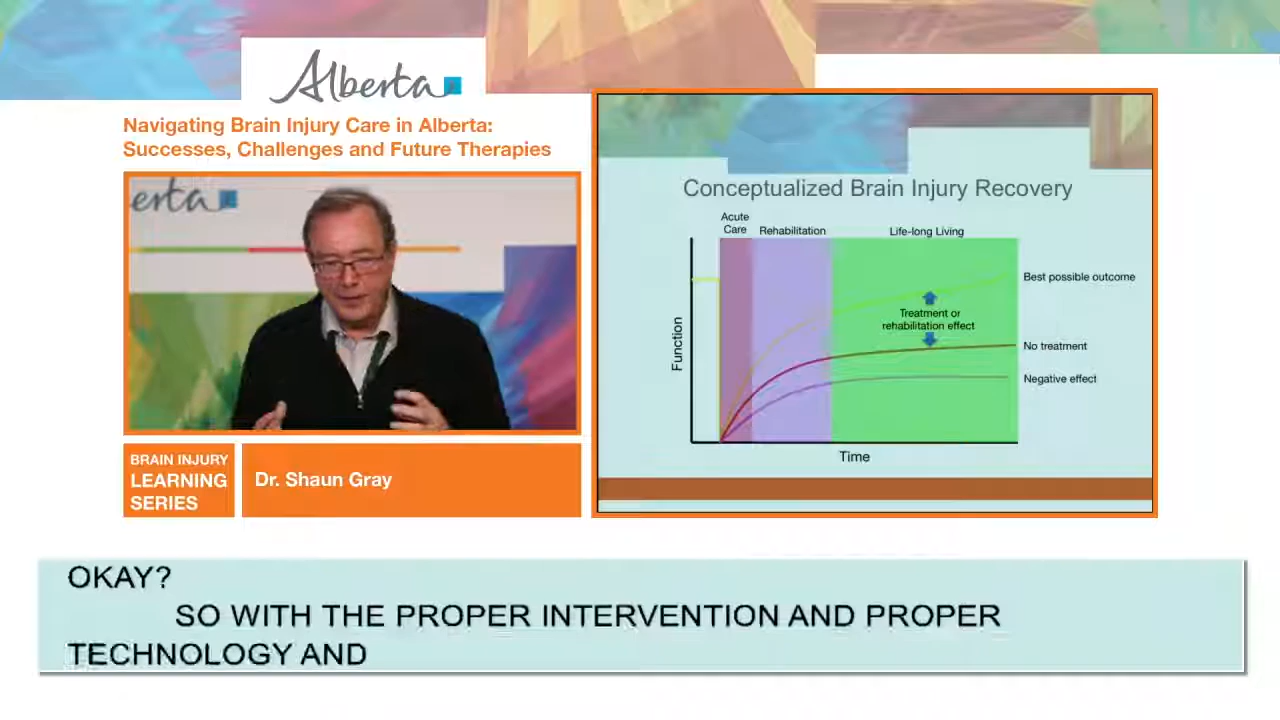 Alberta
Navigating Brain Injury Care in Alberta:
Successes, Challenges and Future Therapies
erta
BRAIN INJURY
LEARNING
SERIES
Dr. Shaun Gray
Conceptualized Brain Injury Recovery
Acute
Care
Rehabilitation
Life-long Living
Best possible outcome
Treatment or
rehabilitation effect
No treatment
Negative effect
Function
Time
OKAY?
SO WITH THE PROPER INTERVENTION AND PROPER
TECHNOLOGY AND